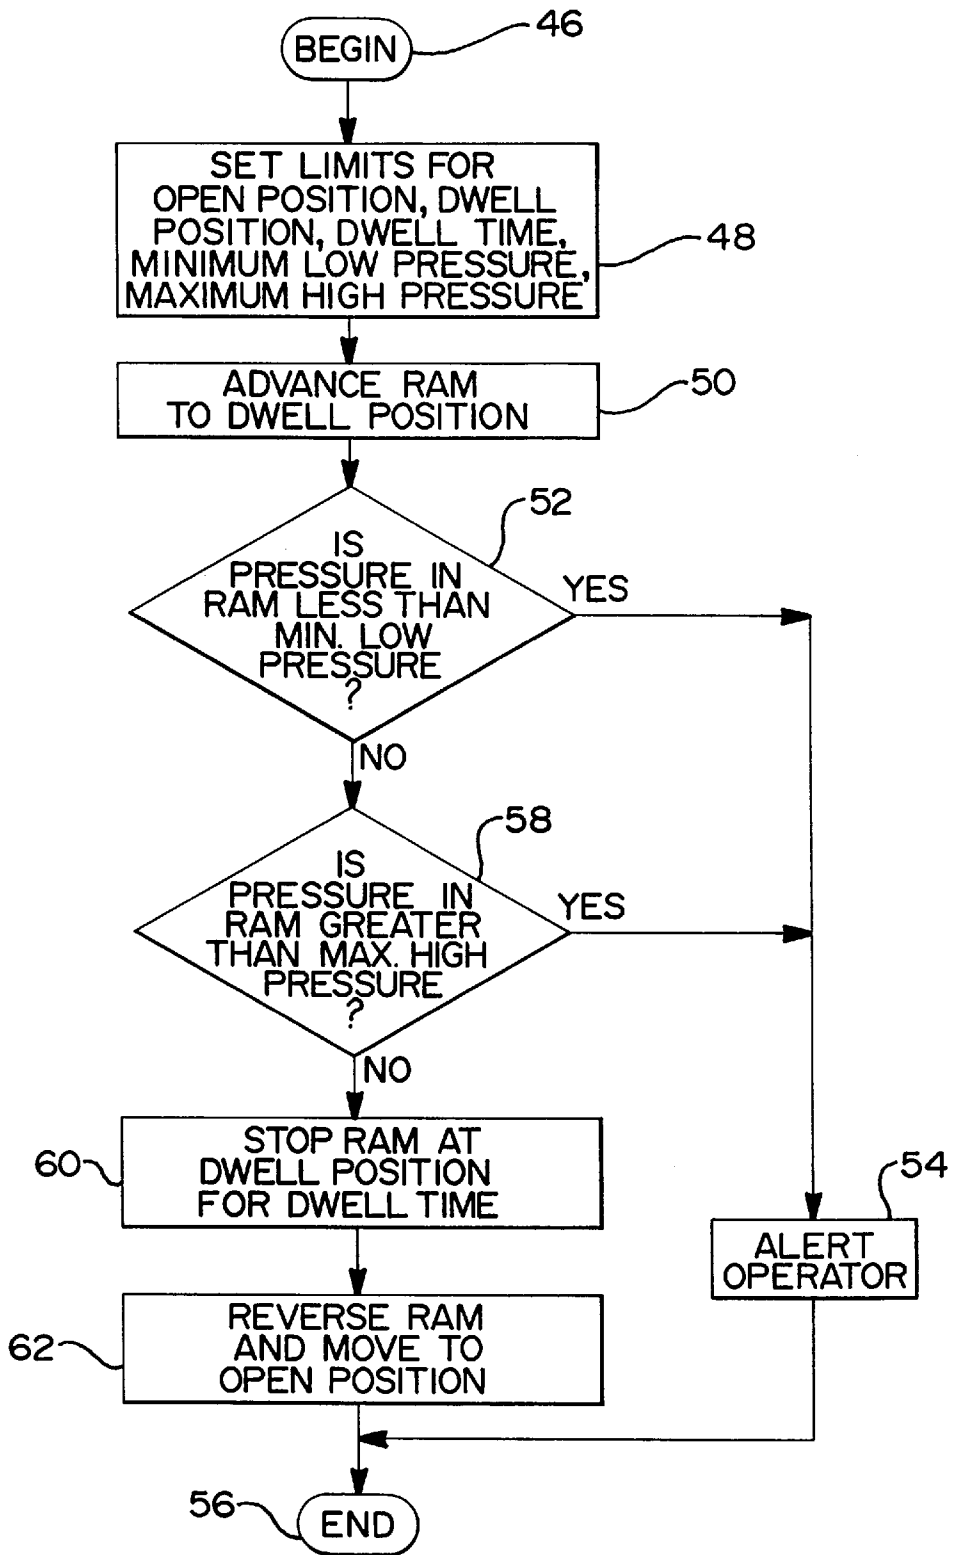 BEGIN
46
SET LIMITS FOR
OPEN POSITION, DWELL
POSITION, DWELL TIME,
MINIMUM LOW PRESSURE,
MAXIMUM HIGH PRESSURE
48
ADVANCE RAM
TO DWELL POSITION
50
52
IS
PRESSURE IN
RAM LESS THAN
MIN. LOW
PRESSURE
?
YES
NO
58
IS
PRESSURE IN
RAM GREATER
THAN MAX. HIGH
PRESSURE
?
YES
NO
STOP RAM AT
DWELL POSITION
FOR DWELL TIME
60
54
ALERT
OPERATOR
REVERSE RAM
AND MOVE TO
OPEN POSITION
62
56
END